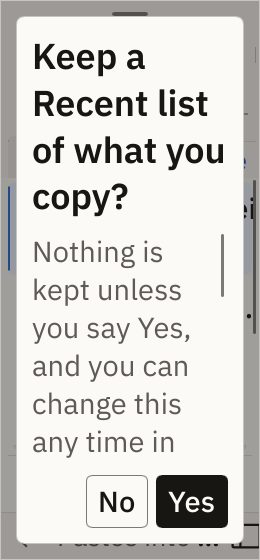 Keep a
Recent list
of what you
copy?
Nothing is
kept unless
you say Yes,
and you can
change this
any time in
No
Yes